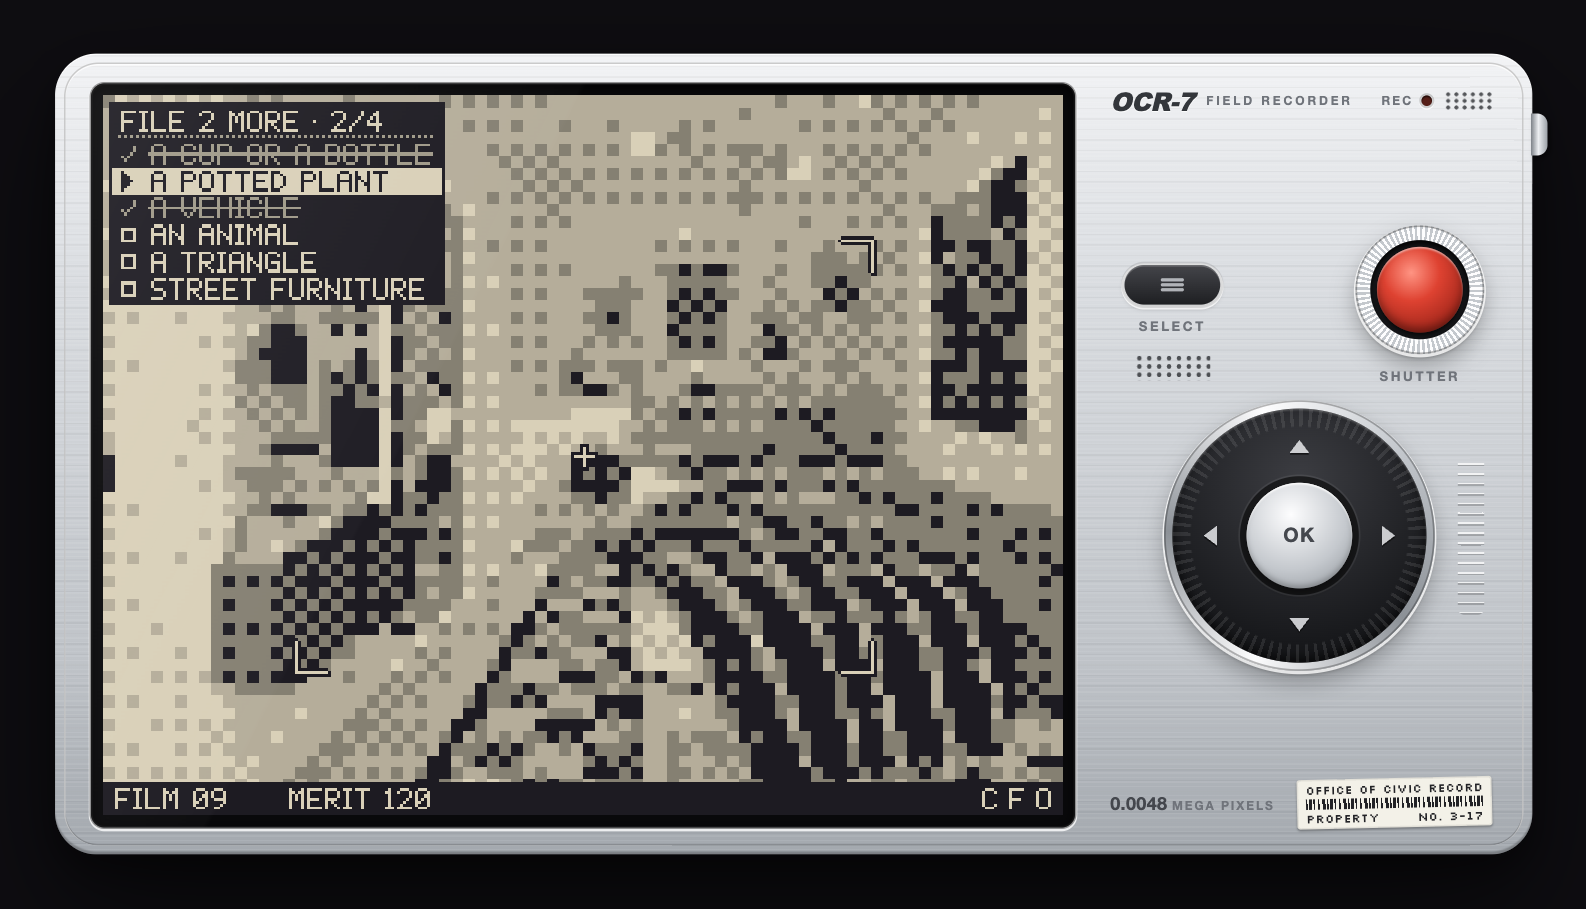 FILE 2 MORE · 2/4
A CUP OR A BOTTLE
A POTTED PLANT
A VEHICLE
AN ANIMAL
A TRIANGLE
STREET FURNITURE
FILM 09 MERIT 120 C F O
OCR-7 FIELD RECORDER REC
SELECT
SHUTTER
OK
0.0048 MEGA PIXELS
OFFICE OF CIVIC RECORD
PROPERTY NO. 3-17